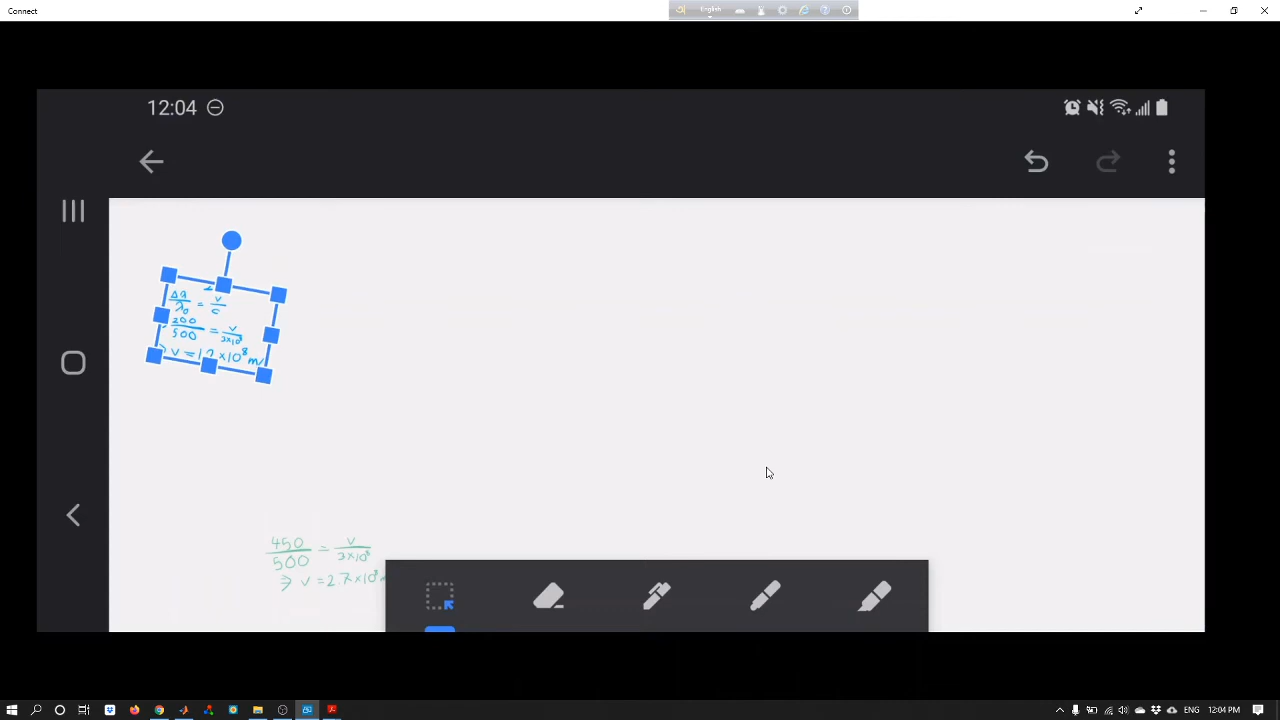 Connect
English
12:04
Δλ/λ₀ = v/c
200/500 = v/3×10⁸
⇒ v = 1.2×10⁸ m/
450/500 = v/3×10⁸
⇒ v = 2.7×10⁸
ENG
12:04 PM